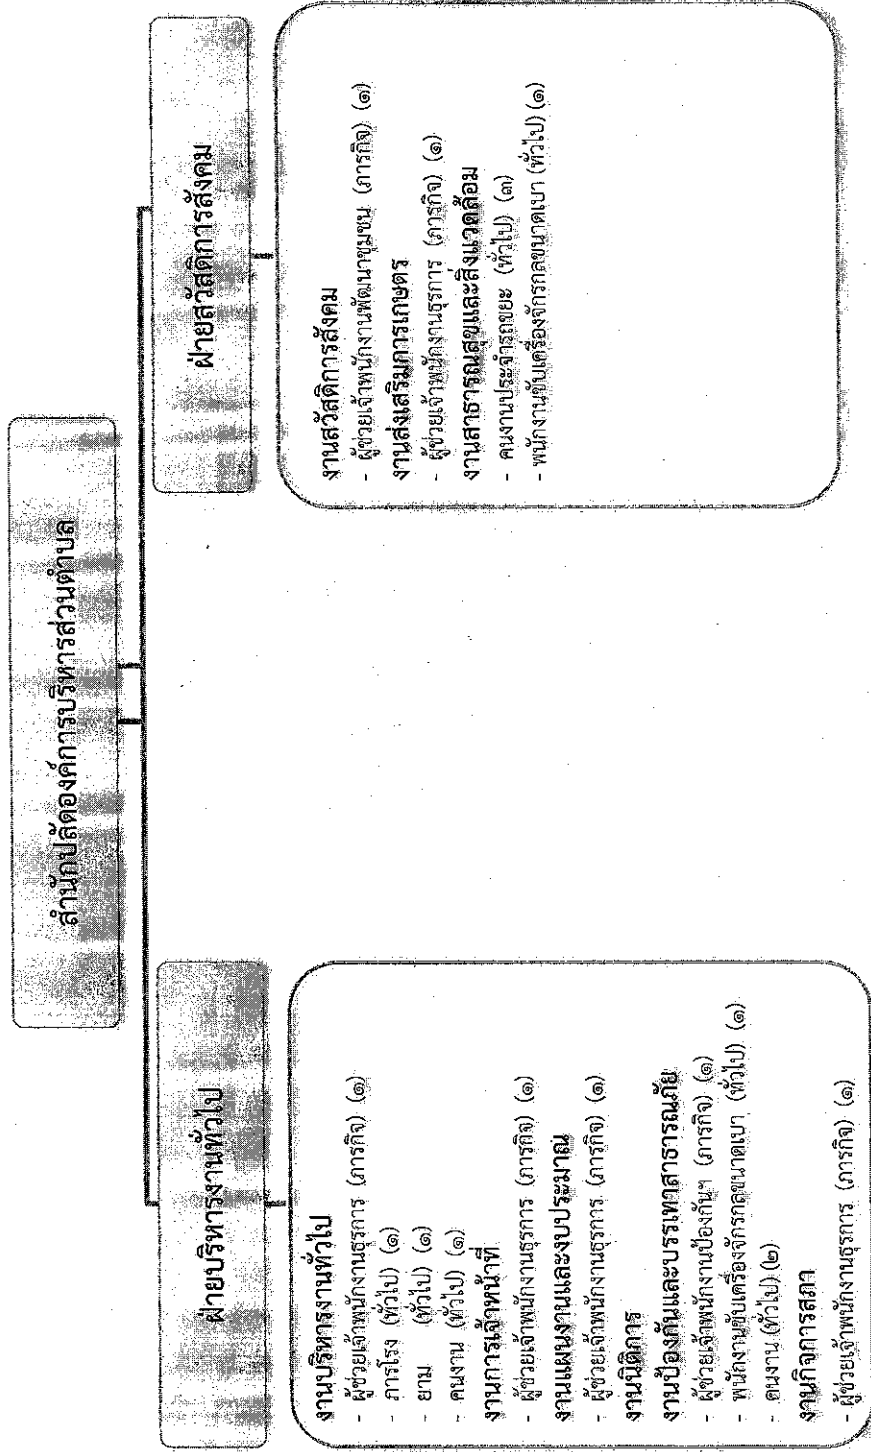 สำนักปลัดองค์การบริหารส่วนตำบล
ฝ่ายบริหารงานทั่วไป
งานบริหารงานทั่วไป
- ผู้ช่วยเจ้าพนักงานธุรการ (ภารกิจ) (๑)
- ภารโรง (ทั่วไป) (๑)
- ยาม (ทั่วไป) (๑)
- คนงาน (ทั่วไป) (๑)
งานการเจ้าหน้าที่
- ผู้ช่วยเจ้าพนักงานธุรการ (ภารกิจ) (๑)
งานแผนงานและงบประมาณ
- ผู้ช่วยเจ้าพนักงานธุรการ (ภารกิจ) (๑)
งานนิติการ
งานป้องกันและบรรเทาสาธารณภัย
- ผู้ช่วยเจ้าพนักงานป้องกันฯ (ภารกิจ) (๑)
- พนักงานขับเครื่องจักรกลขนาดเบา (ทั่วไป) (๑)
- คนงาน (ทั่วไป) (๒)
งานกิจการสภา
- ผู้ช่วยเจ้าพนักงานธุรการ (ภารกิจ) (๑)
ฝ่ายสวัสดิการสังคม
งานสวัสดิการสังคม
- ผู้ช่วยเจ้าพนักงานพัฒนาชุมชน (ภารกิจ) (๑)
งานส่งเสริมการเกษตร
- ผู้ช่วยเจ้าพนักงานธุรการ (ภารกิจ) (๑)
งานสาธารณสุขและสิ่งแวดล้อม
- คนงานประจำรถขยะ (ทั่วไป) (๓)
- พนักงานขับเครื่องจักรกลขนาดเบา (ทั่วไป) (๑)